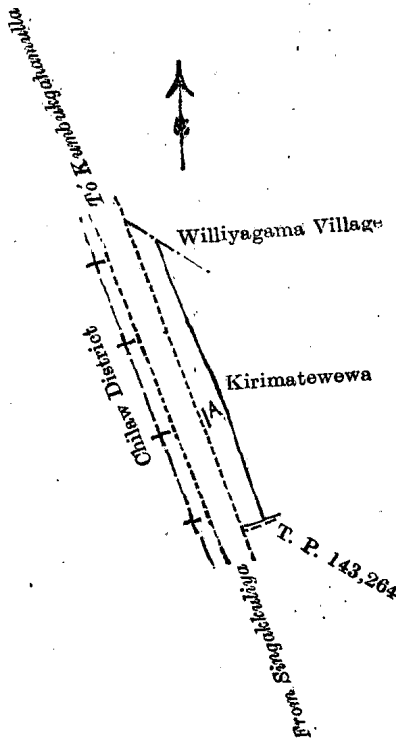 To Kumbukgahamulla
Williyagama Village
Chilaw District
Kirimatewewa
A
T. P. 143,264
From Singakkuliya